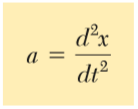 a = d²x/dt²